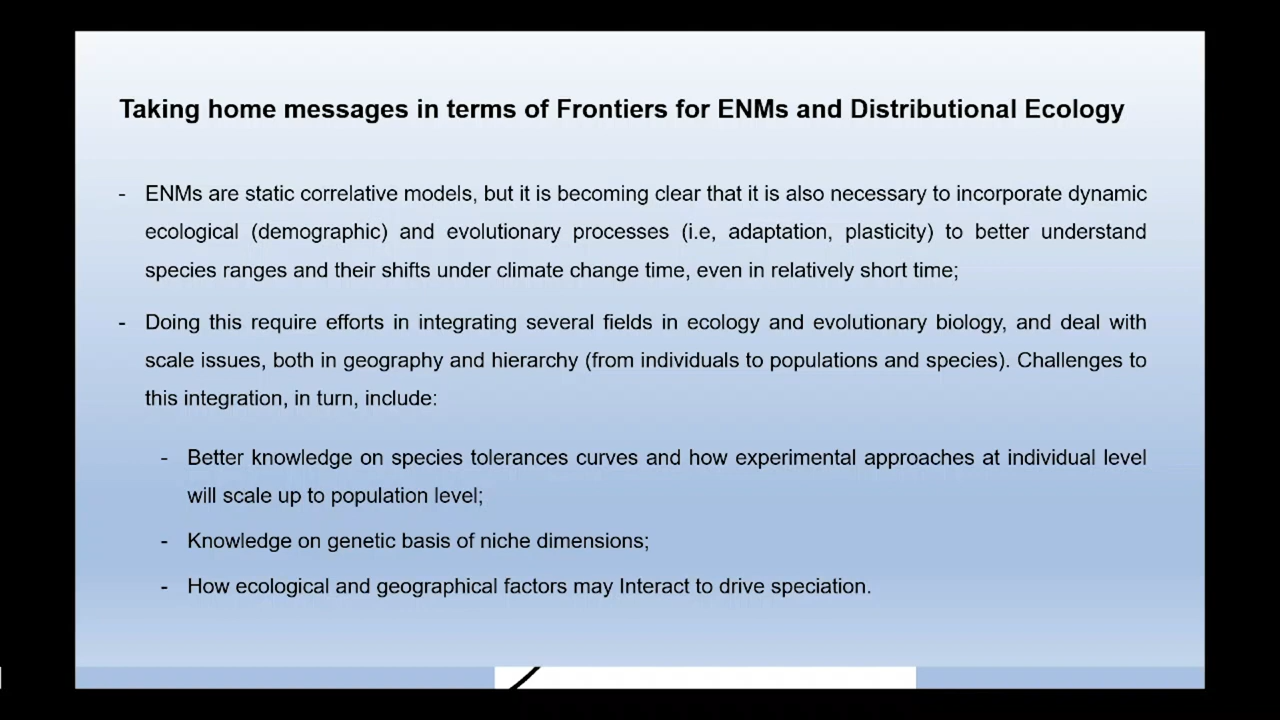 Taking home messages in terms of Frontiers for ENMs and Distributional Ecology
- ENMs are static correlative models, but it is becoming clear that it is also necessary to incorporate dynamic
ecological (demographic) and evolutionary processes (i.e, adaptation, plasticity) to better understand
species ranges and their shifts under climate change time, even in relatively short time;
- Doing this require efforts in integrating several fields in ecology and evolutionary biology, and deal with
scale issues, both in geography and hierarchy (from individuals to populations and species). Challenges to
this integration, in turn, include:
- Better knowledge on species tolerances curves and how experimental approaches at individual level
will scale up to population level;
- Knowledge on genetic basis of niche dimensions;
- How ecological and geographical factors may Interact to drive speciation.